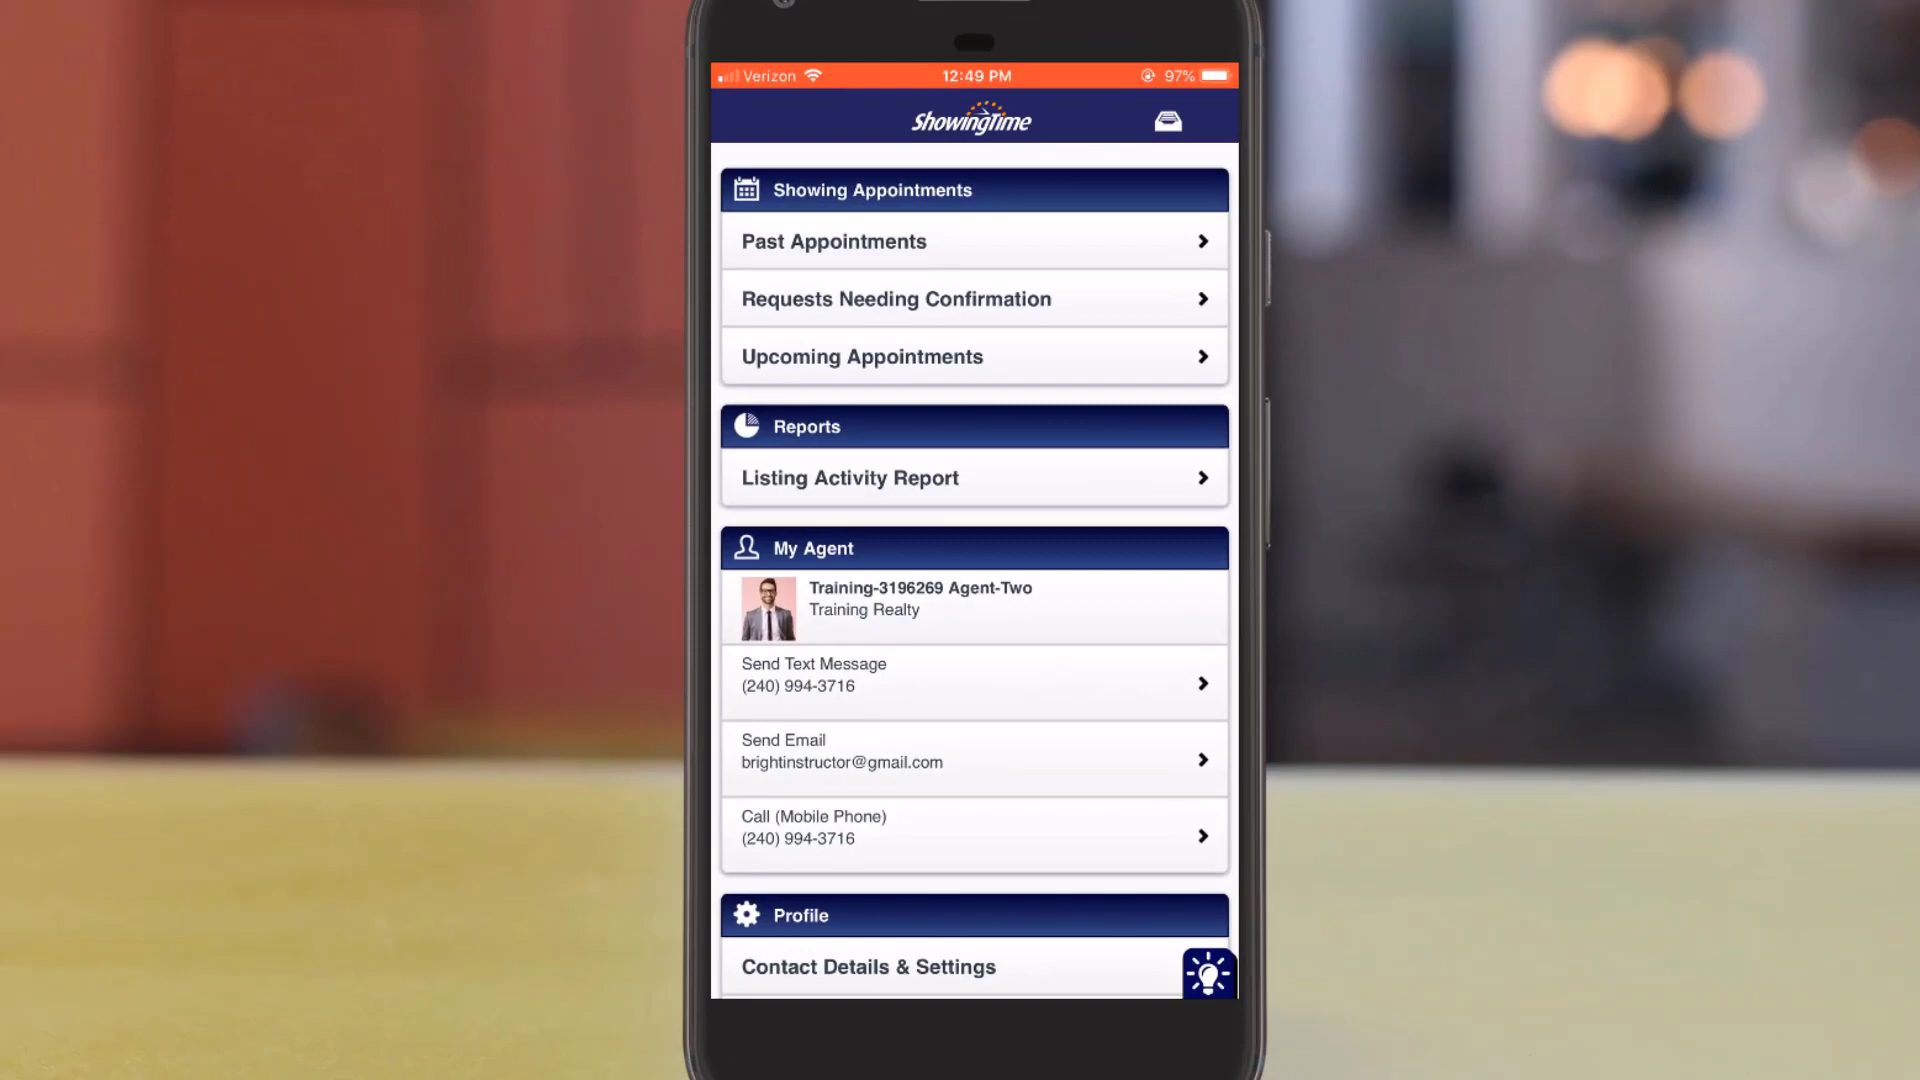 Verizon 12:49 PM 97%
ShowingTime
Showing Appointments
Past Appointments
Requests Needing Confirmation
Upcoming Appointments
Reports
Listing Activity Report
My Agent
Training-3196269 Agent-Two
Training Realty
Send Text Message
(240) 994-3716
Send Email
brightinstructor@gmail.com
Call (Mobile Phone)
(240) 994-3716
Profile
Contact Details & Settings